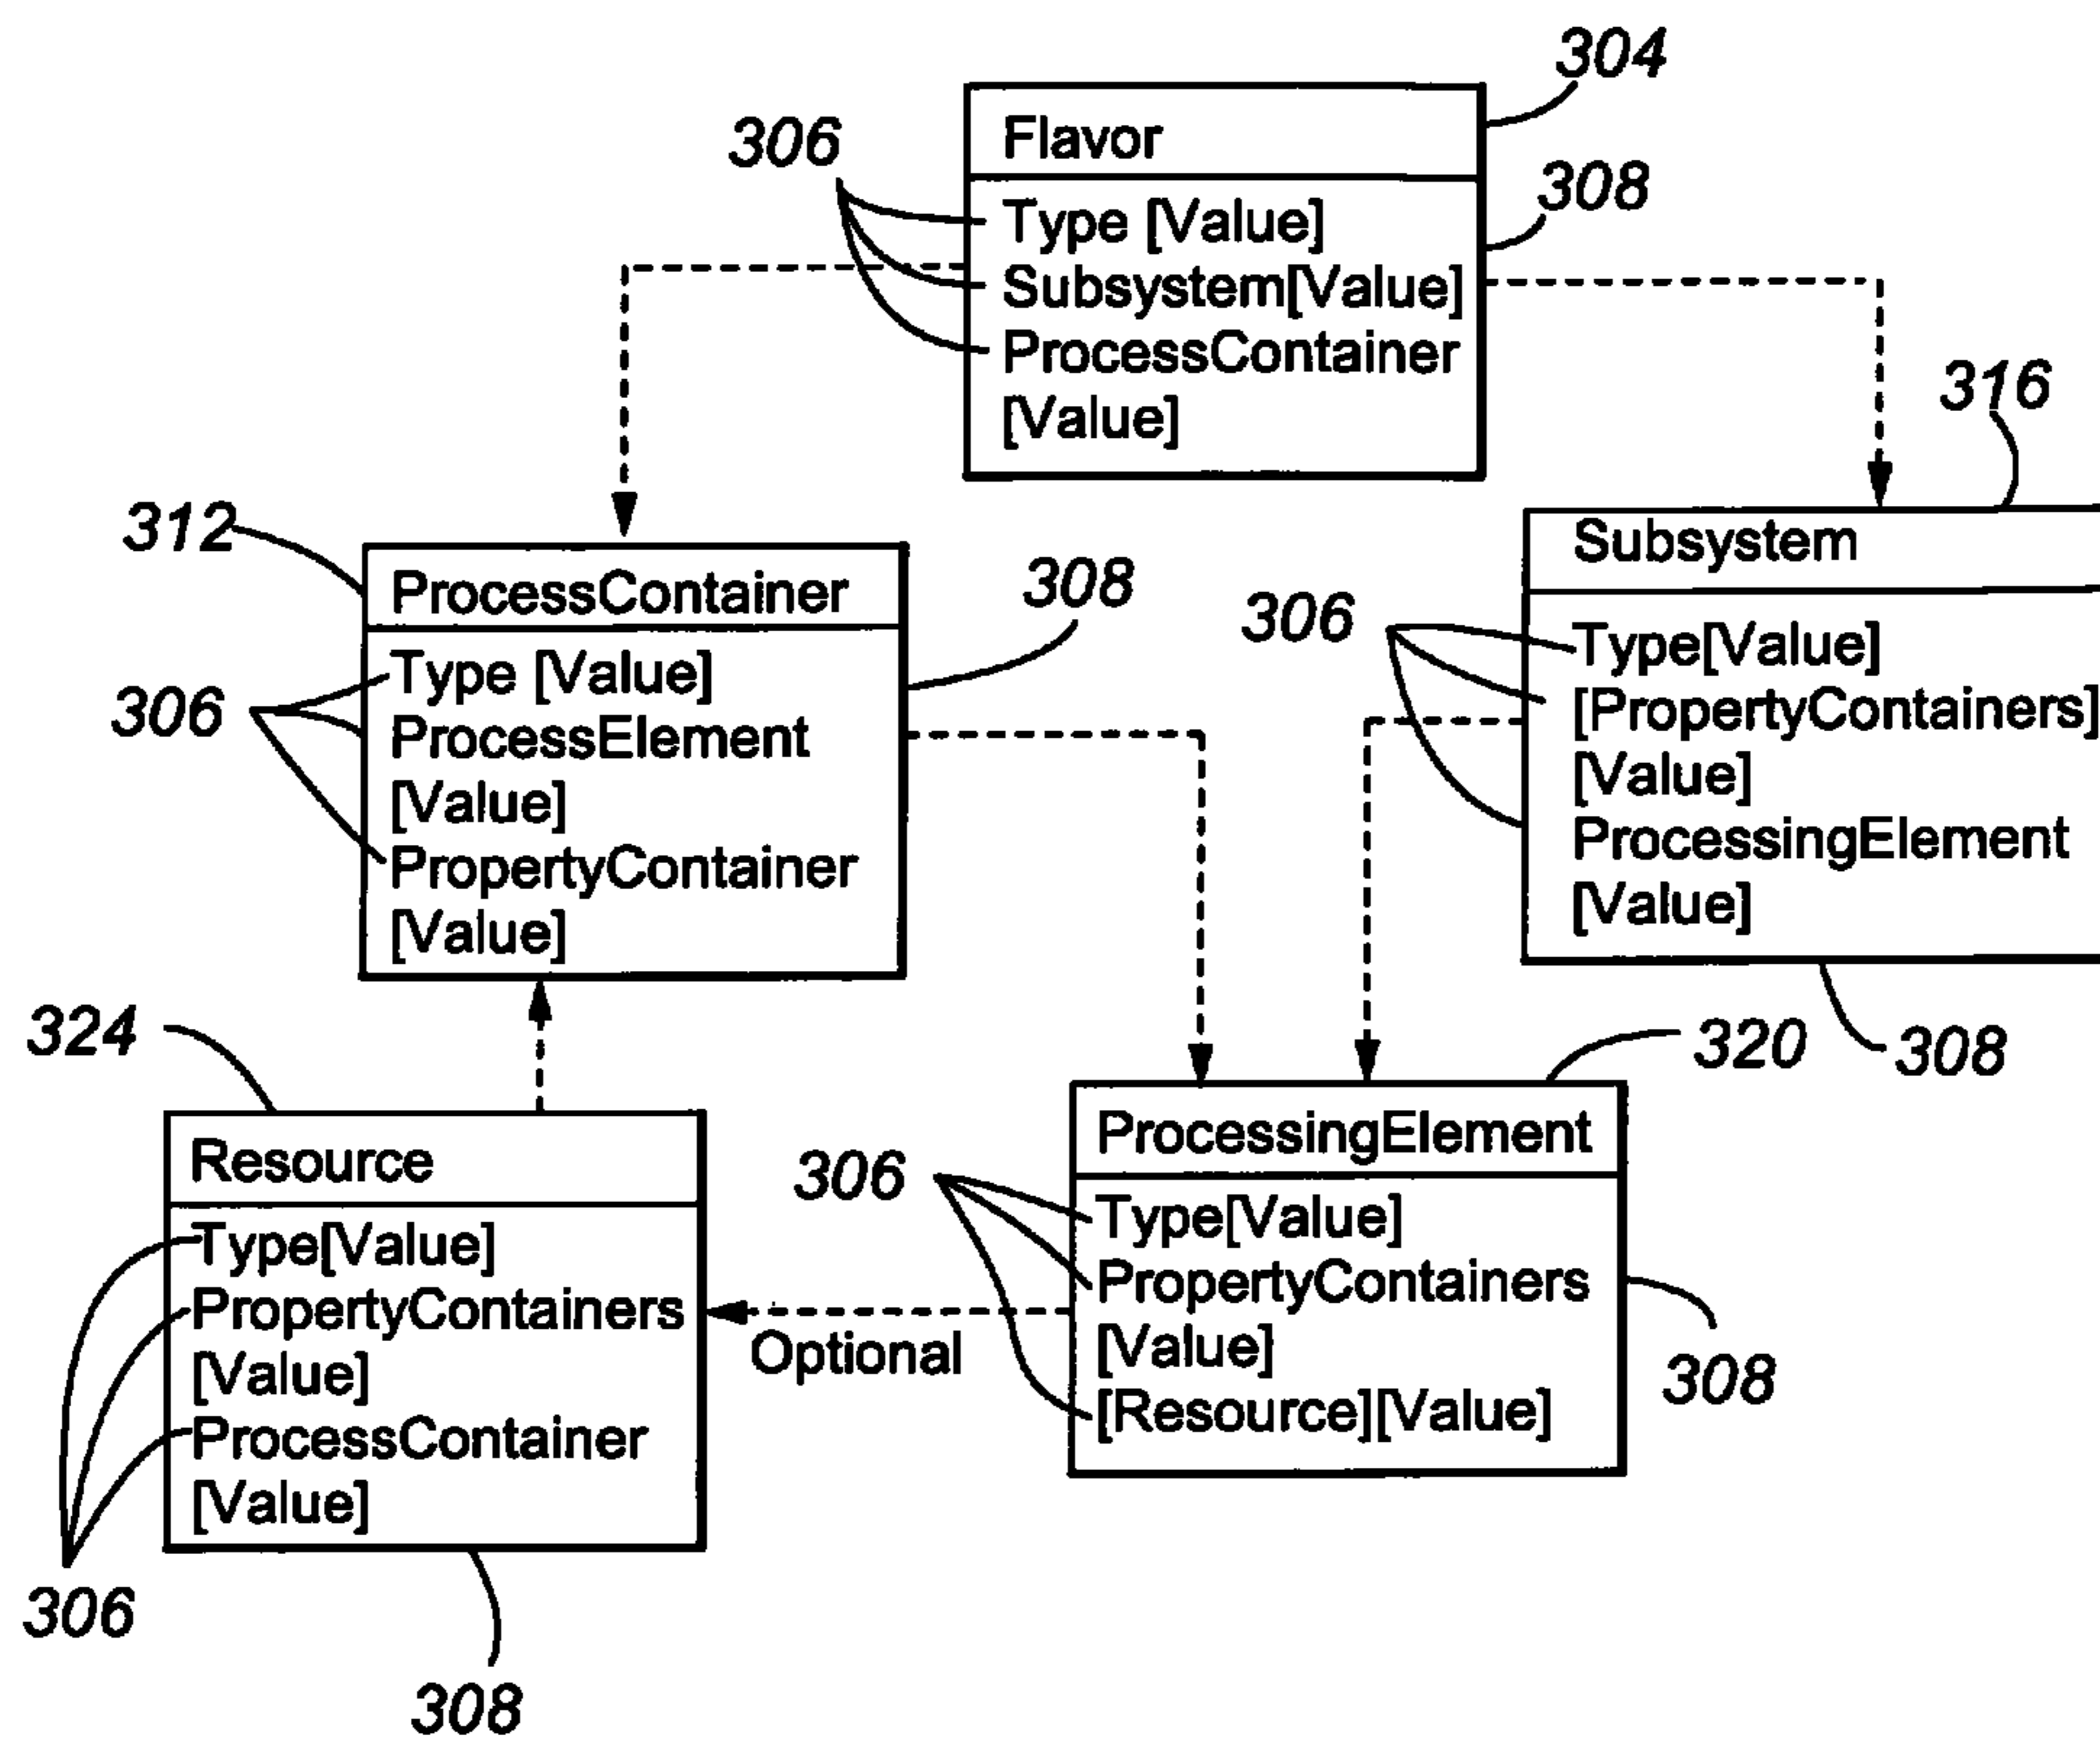 304
306
Flavor
308
Type [Value]
Subsystem[Value]
ProcessContainer
[Value]
316
312
ProcessContainer
308
Subsystem
306
Type [Value]
ProcessElement
[Value]
PropertyContainer
[Value]
306
Type[Value]
[PropertyContainers]
[Value]
ProcessingElement
[Value]
324
320
308
Resource
Type[Value]
PropertyContainers
[Value]
ProcessContainer
[Value]
306
308
Optional
306
ProcessingElement
Type[Value]
PropertyContainers
[Value]
[Resource][Value]
308